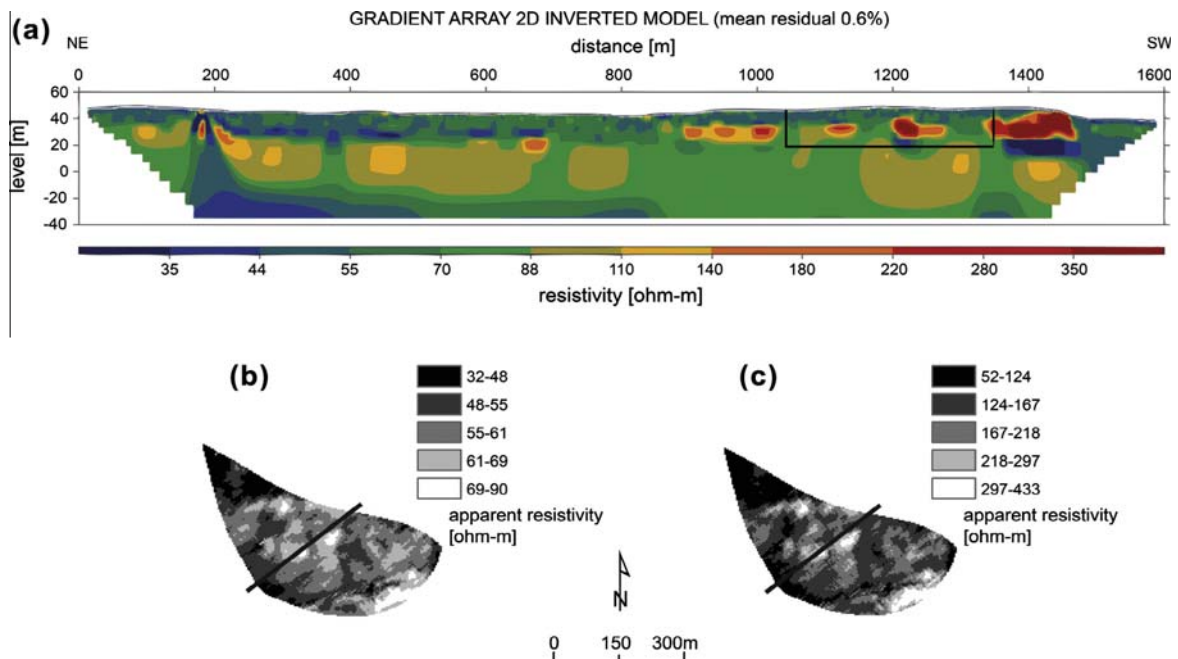 GRADIENT ARRAY 2D INVERTED MODEL (mean residual 0.6%)
(a)
NE
distance [m]
SW
0 200 400 600 800 1000 1200 1400 1600
60
40
20
0
-20
-40
level [m]
35 44 55 70 88 110 140 180 220 280 350
resistivity [ohm-m]
(b)
32-48
48-55
55-61
61-69
69-90
apparent resistivity
[ohm-m]
(c)
52-124
124-167
167-218
218-297
297-433
apparent resistivity
[ohm-m]
N
0 150 300m